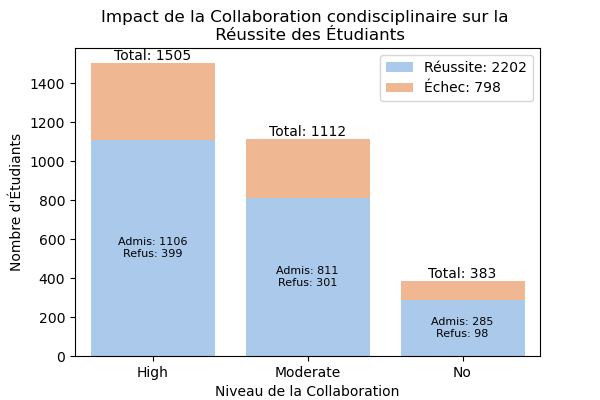 Impact de la Collaboration condisciplinaire sur la
Réussite des Étudiants
Nombre d'Étudiants
1400
1200
1000
800
600
400
200
0
Total: 1505
Total: 1112
Total: 383
Réussite: 2202
Échec: 798
Admis: 1106
Refus: 399
Admis: 811
Refus: 301
Admis: 285
Refus: 98
High
Moderate
No
Niveau de la Collaboration